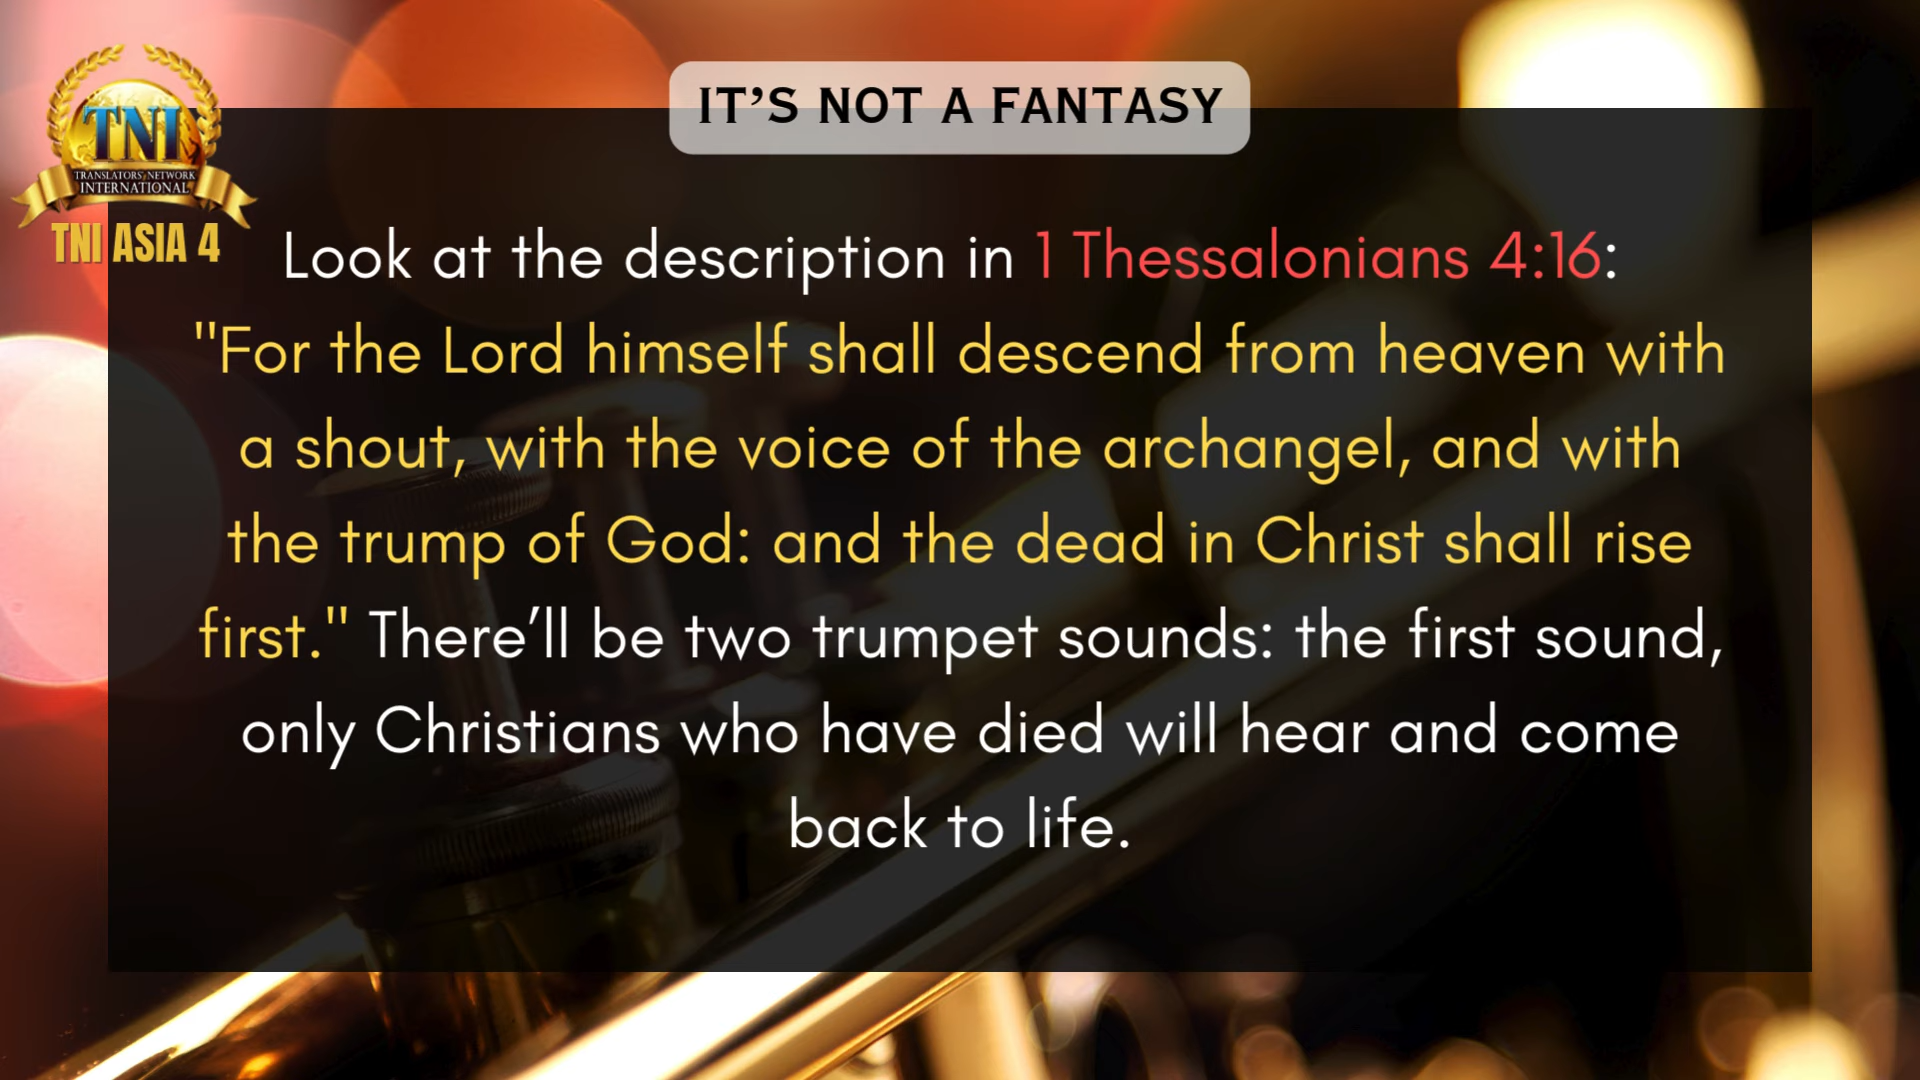 IT’S NOT A FANTASY
TNI
TRANSLATORS' NETWORK
INTERNATIONAL
TNI ASIA 4
Look at the description in 1 Thessalonians 4:16:
"For the Lord himself shall descend from heaven with
a shout, with the voice of the archangel, and with
the trump of God: and the dead in Christ shall rise
first." There’ll be two trumpet sounds: the first sound,
only Christians who have died will hear and come
back to life.